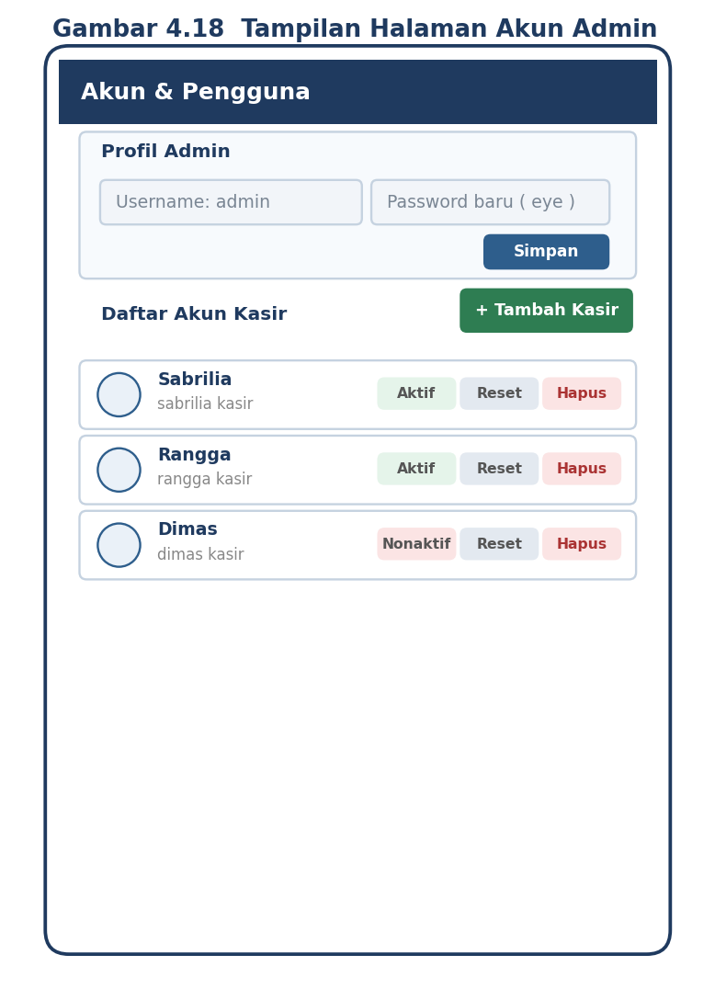 Gambar 4.18  Tampilan Halaman Akun Admin
Akun & Pengguna
Profil Admin
Username: admin
Password baru ( eye )
Simpan
Daftar Akun Kasir
+ Tambah Kasir
Sabrilia
sabrilia kasir
Aktif
Reset
Hapus
Rangga
rangga kasir
Aktif
Reset
Hapus
Dimas
dimas kasir
Nonaktif
Reset
Hapus